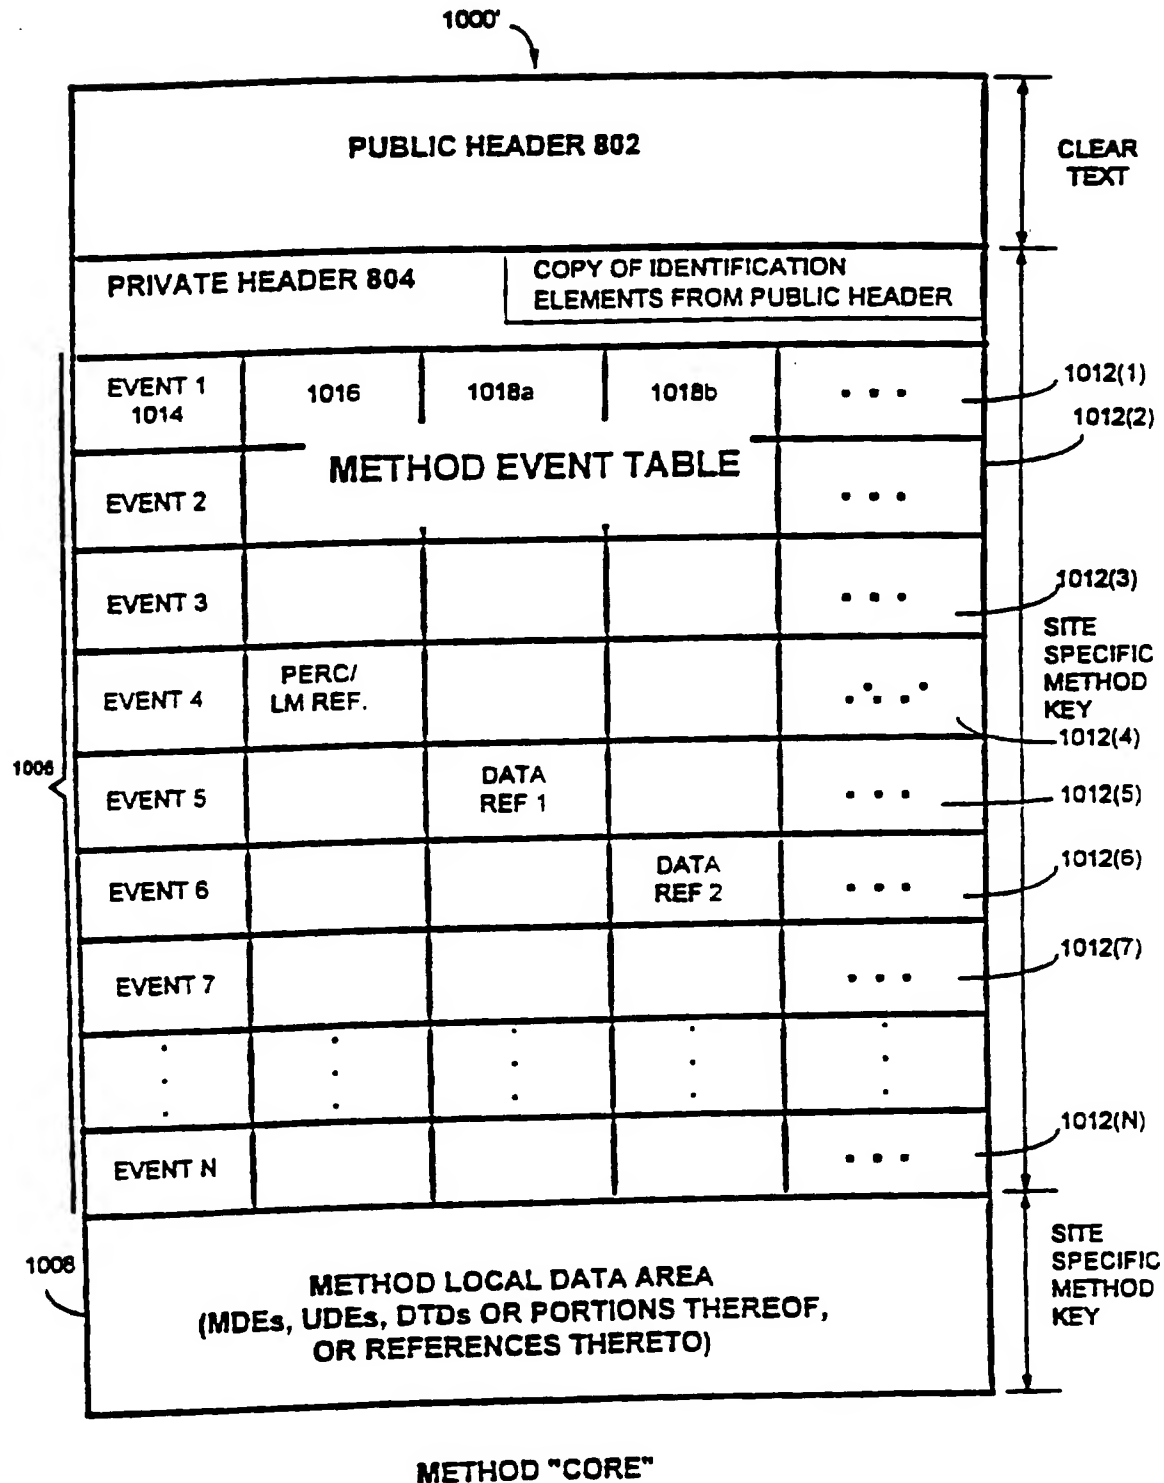 1000'
PUBLIC HEADER 802
CLEAR
TEXT
PRIVATE HEADER 804
COPY OF IDENTIFICATION
ELEMENTS FROM PUBLIC HEADER
EVENT 1
1014
1016
1018a
1018b
• • •
1012(1)
1012(2)
METHOD EVENT TABLE
EVENT 2
• • •
EVENT 3
• • •
1012(3)
SITE
SPECIFIC
METHOD
KEY
EVENT 4
PERC/
LM REF.
1012(4)
1006
EVENT 5
DATA
REF 1
• • •
1012(5)
EVENT 6
DATA
REF 2
• • •
1012(6)
EVENT 7
• • •
1012(7)
EVENT N
• • •
1012(N)
1008
METHOD LOCAL DATA AREA
(MDEs, UDEs, DTDs OR PORTIONS THEREOF,
OR REFERENCES THERETO)
SITE
SPECIFIC
METHOD
KEY
METHOD "CORE"